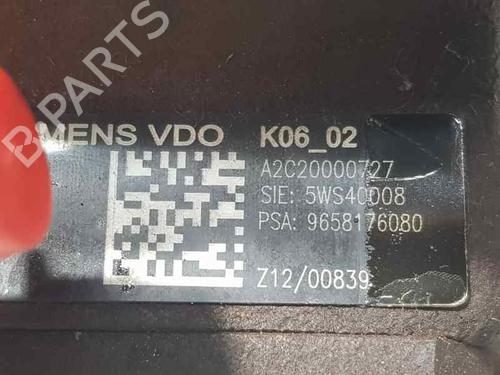 B-PARTS
MENS VDO K06_02
A2C20000727
SIE: 5WS40008
PSA: 9658176080
Z12/00839